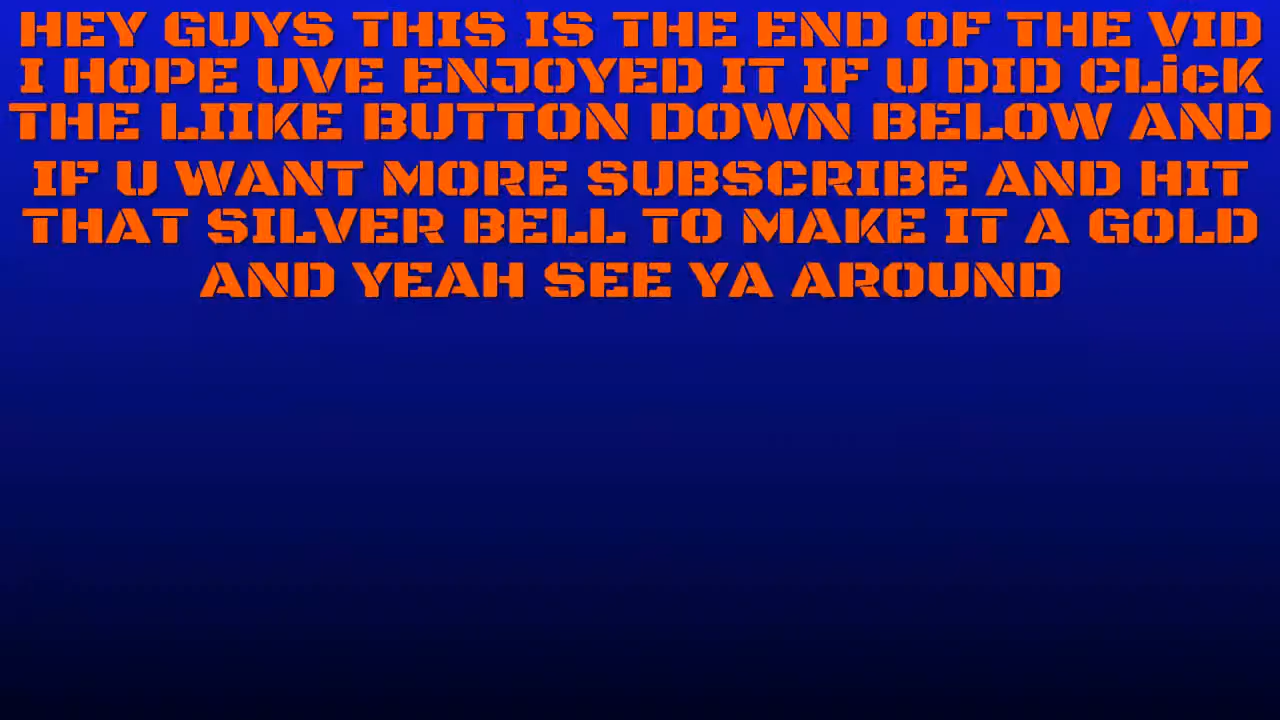 HEY GUYS THIS IS THE END OF THE VID
I HOPE UVE ENJOYED IT IF U DID CLicK
THE LIIKE BUTTON DOWN BELOW AND
IF U WANT MORE SUBSCRIBE AND HIT
THAT SILVER BELL TO MAKE IT A GOLD
AND YEAH SEE YA AROUND